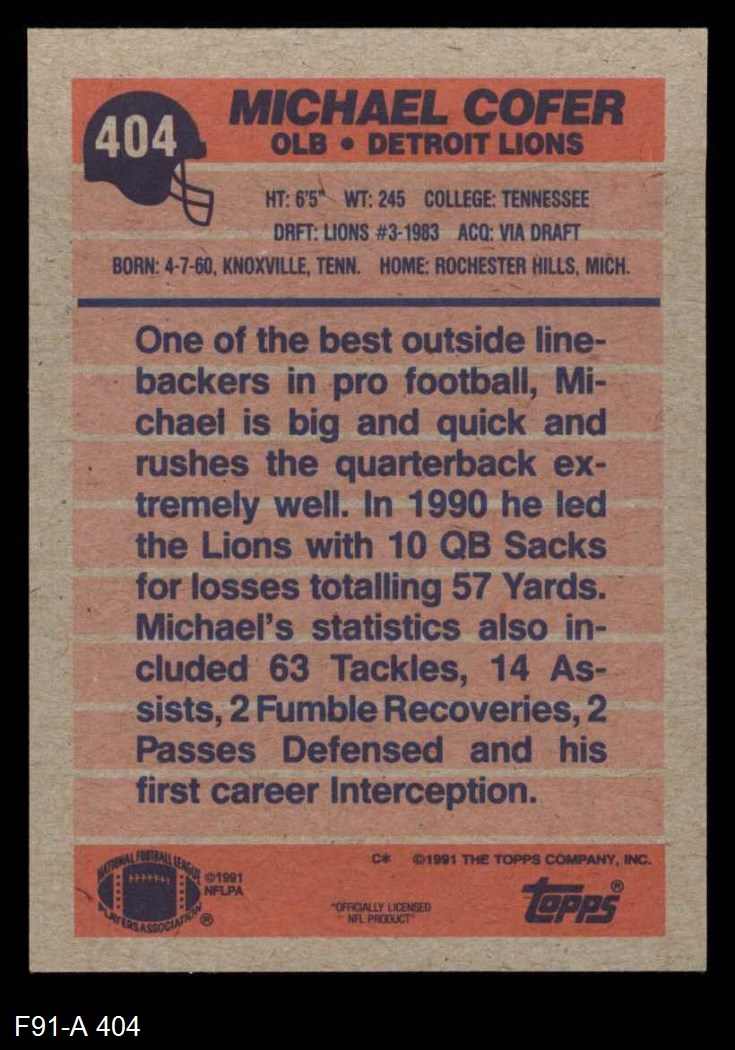 404
MICHAEL COFER
OLB • DETROIT LIONS
HT: 6'5" WT: 245 COLLEGE: TENNESSEE
DRFT: LIONS #3-1983 ACQ: VIA DRAFT
BORN: 4-7-60, KNOXVILLE, TENN. HOME: ROCHESTER HILLS, MICH.
One of the best outside line-
backers in pro football, Mi-
chael is big and quick and
rushes the quarterback ex-
tremely well. In 1990 he led
the Lions with 10 QB Sacks
for losses totalling 57 Yards.
Michael's statistics also in-
cluded 63 Tackles, 14 As-
sists, 2 Fumble Recoveries, 2
Passes Defensed and his
first career Interception.
NATIONAL FOOTBALL LEAGUE
PLAYERS ASSOCIATION ®
©1991
NFLPA
C* ©1991 THE TOPPS COMPANY, INC.
"OFFICIALLY LICENSED
NFL PRODUCT"
topps®
F91-A 404